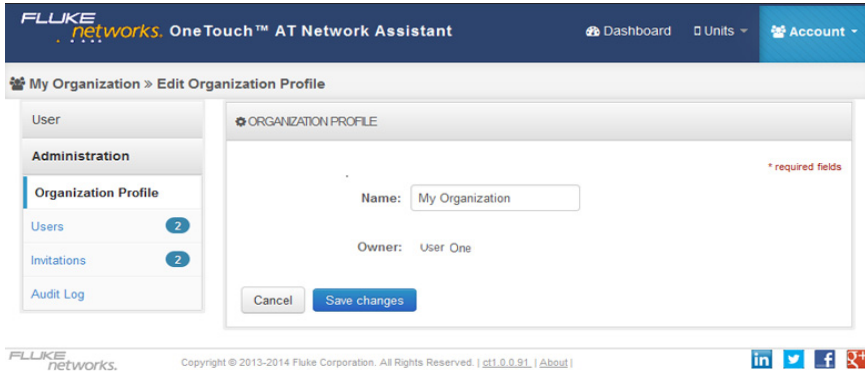 FLUKE
networks. OneTouch™ AT Network Assistant
Dashboard
Units
Account
My Organization » Edit Organization Profile
User
Administration
Organization Profile
Users 2
Invitations 2
Audit Log
ORGANIZATION PROFILE
* required fields
Name: My Organization
Owner: User One
Cancel
Save changes
FLUKE
networks.
Copyright © 2013-2014 Fluke Corporation. All Rights Reserved. | ct1.0.0.91 | About |
in
f
g+